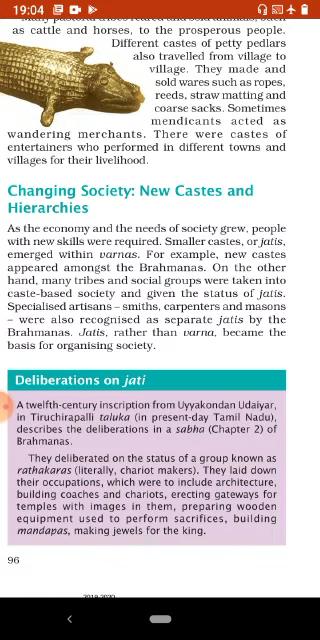 19:04
Many pastoral tribes reared and sold animals, such
as cattle and horses, to the prosperous people.
Different castes of petty pedlars
also travelled from village to
village. They made and
sold wares such as ropes,
reeds, straw matting and
coarse sacks. Sometimes
mendicants acted as
wandering merchants. There were castes of
entertainers who performed in different towns and
villages for their livelihood.
Changing Society: New Castes and
Hierarchies
As the economy and the needs of society grew, people
with new skills were required. Smaller castes, or jatis,
emerged within varnas. For example, new castes
appeared amongst the Brahmanas. On the other
hand, many tribes and social groups were taken into
caste-based society and given the status of jatis.
Specialised artisans – smiths, carpenters and masons
– were also recognised as separate jatis by the
Brahmanas. Jatis, rather than varna, became the
basis for organising society.
Deliberations on jati
A twelfth-century inscription from Uyyakondan Udaiyar,
in Tiruchirapalli taluka (in present-day Tamil Nadu),
describes the deliberations in a sabha (Chapter 2) of
Brahmanas.
They deliberated on the status of a group known as
rathakaras (literally, chariot makers). They laid down
their occupations, which were to include architecture,
building coaches and chariots, erecting gateways for
temples with images in them, preparing wooden
equipment used to perform sacrifices, building
mandapas, making jewels for the king.
96
2019-2020